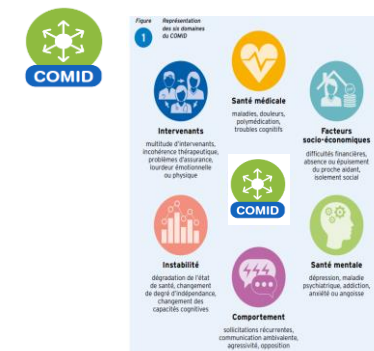 COMID
Figure
1
Représentation
des six domaines
du COMID
Santé médicale
maladies, douleurs,
polymédication,
troubles cognitifs
Intervenants
multitude d'intervenants,
incohérence thérapeutique,
problèmes d'assurance,
lourdeur émotionnelle
ou physique
Facteurs
socio-économiques
difficultés financières,
absence ou épuisement
du proche aidant,
isolement social
COMID
Instabilité
dégradation de l'état
de santé, changement
de degré d'indépendance,
changement des
capacités cognitives
Santé mentale
dépression, maladie
psychiatrique, addiction,
anxiété ou angoisse
Comportement
sollicitations récurrentes,
communication ambivalente,
agressivité, opposition